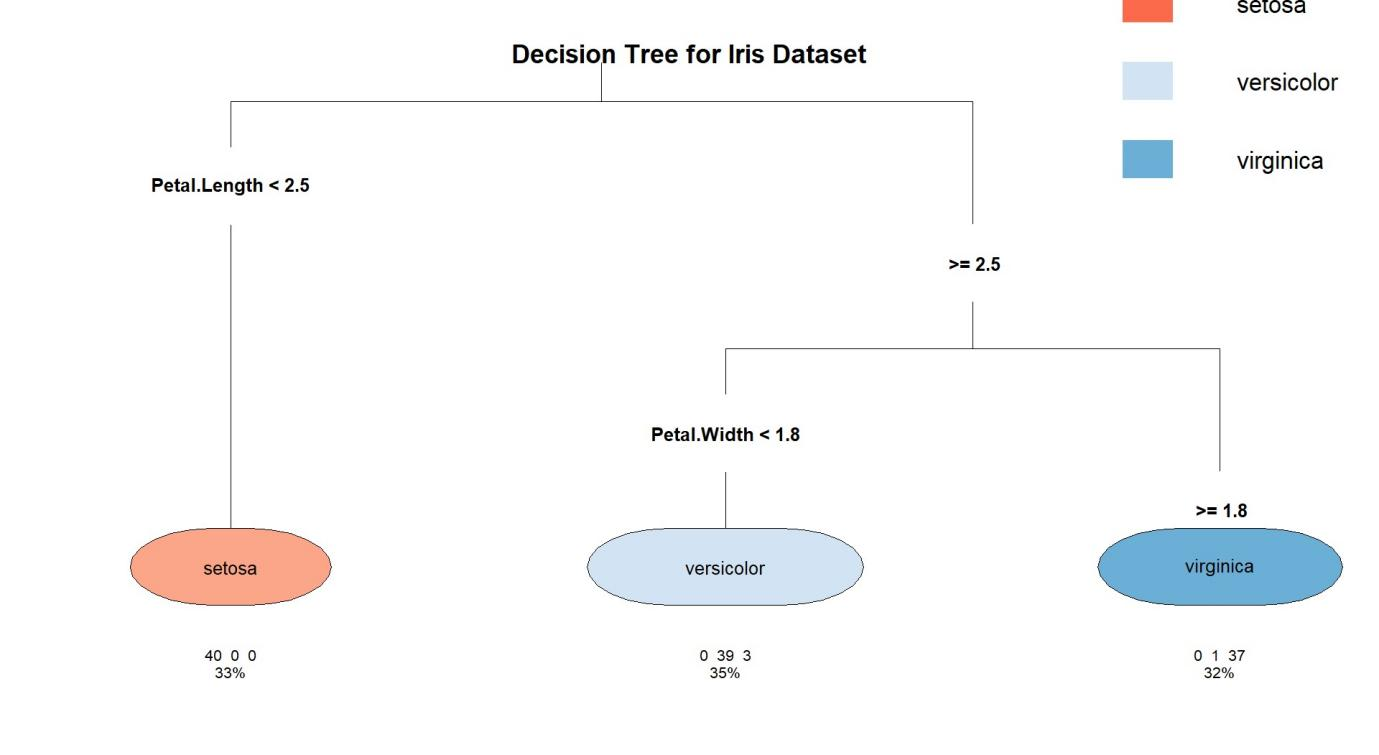 setosa
Decision Tree for Iris Dataset
versicolor
virginica
Petal.Length < 2.5
>= 2.5
Petal.Width < 1.8
>= 1.8
setosa
versicolor
virginica
40 0 0
33%
0 39 3
35%
0 1 37
32%